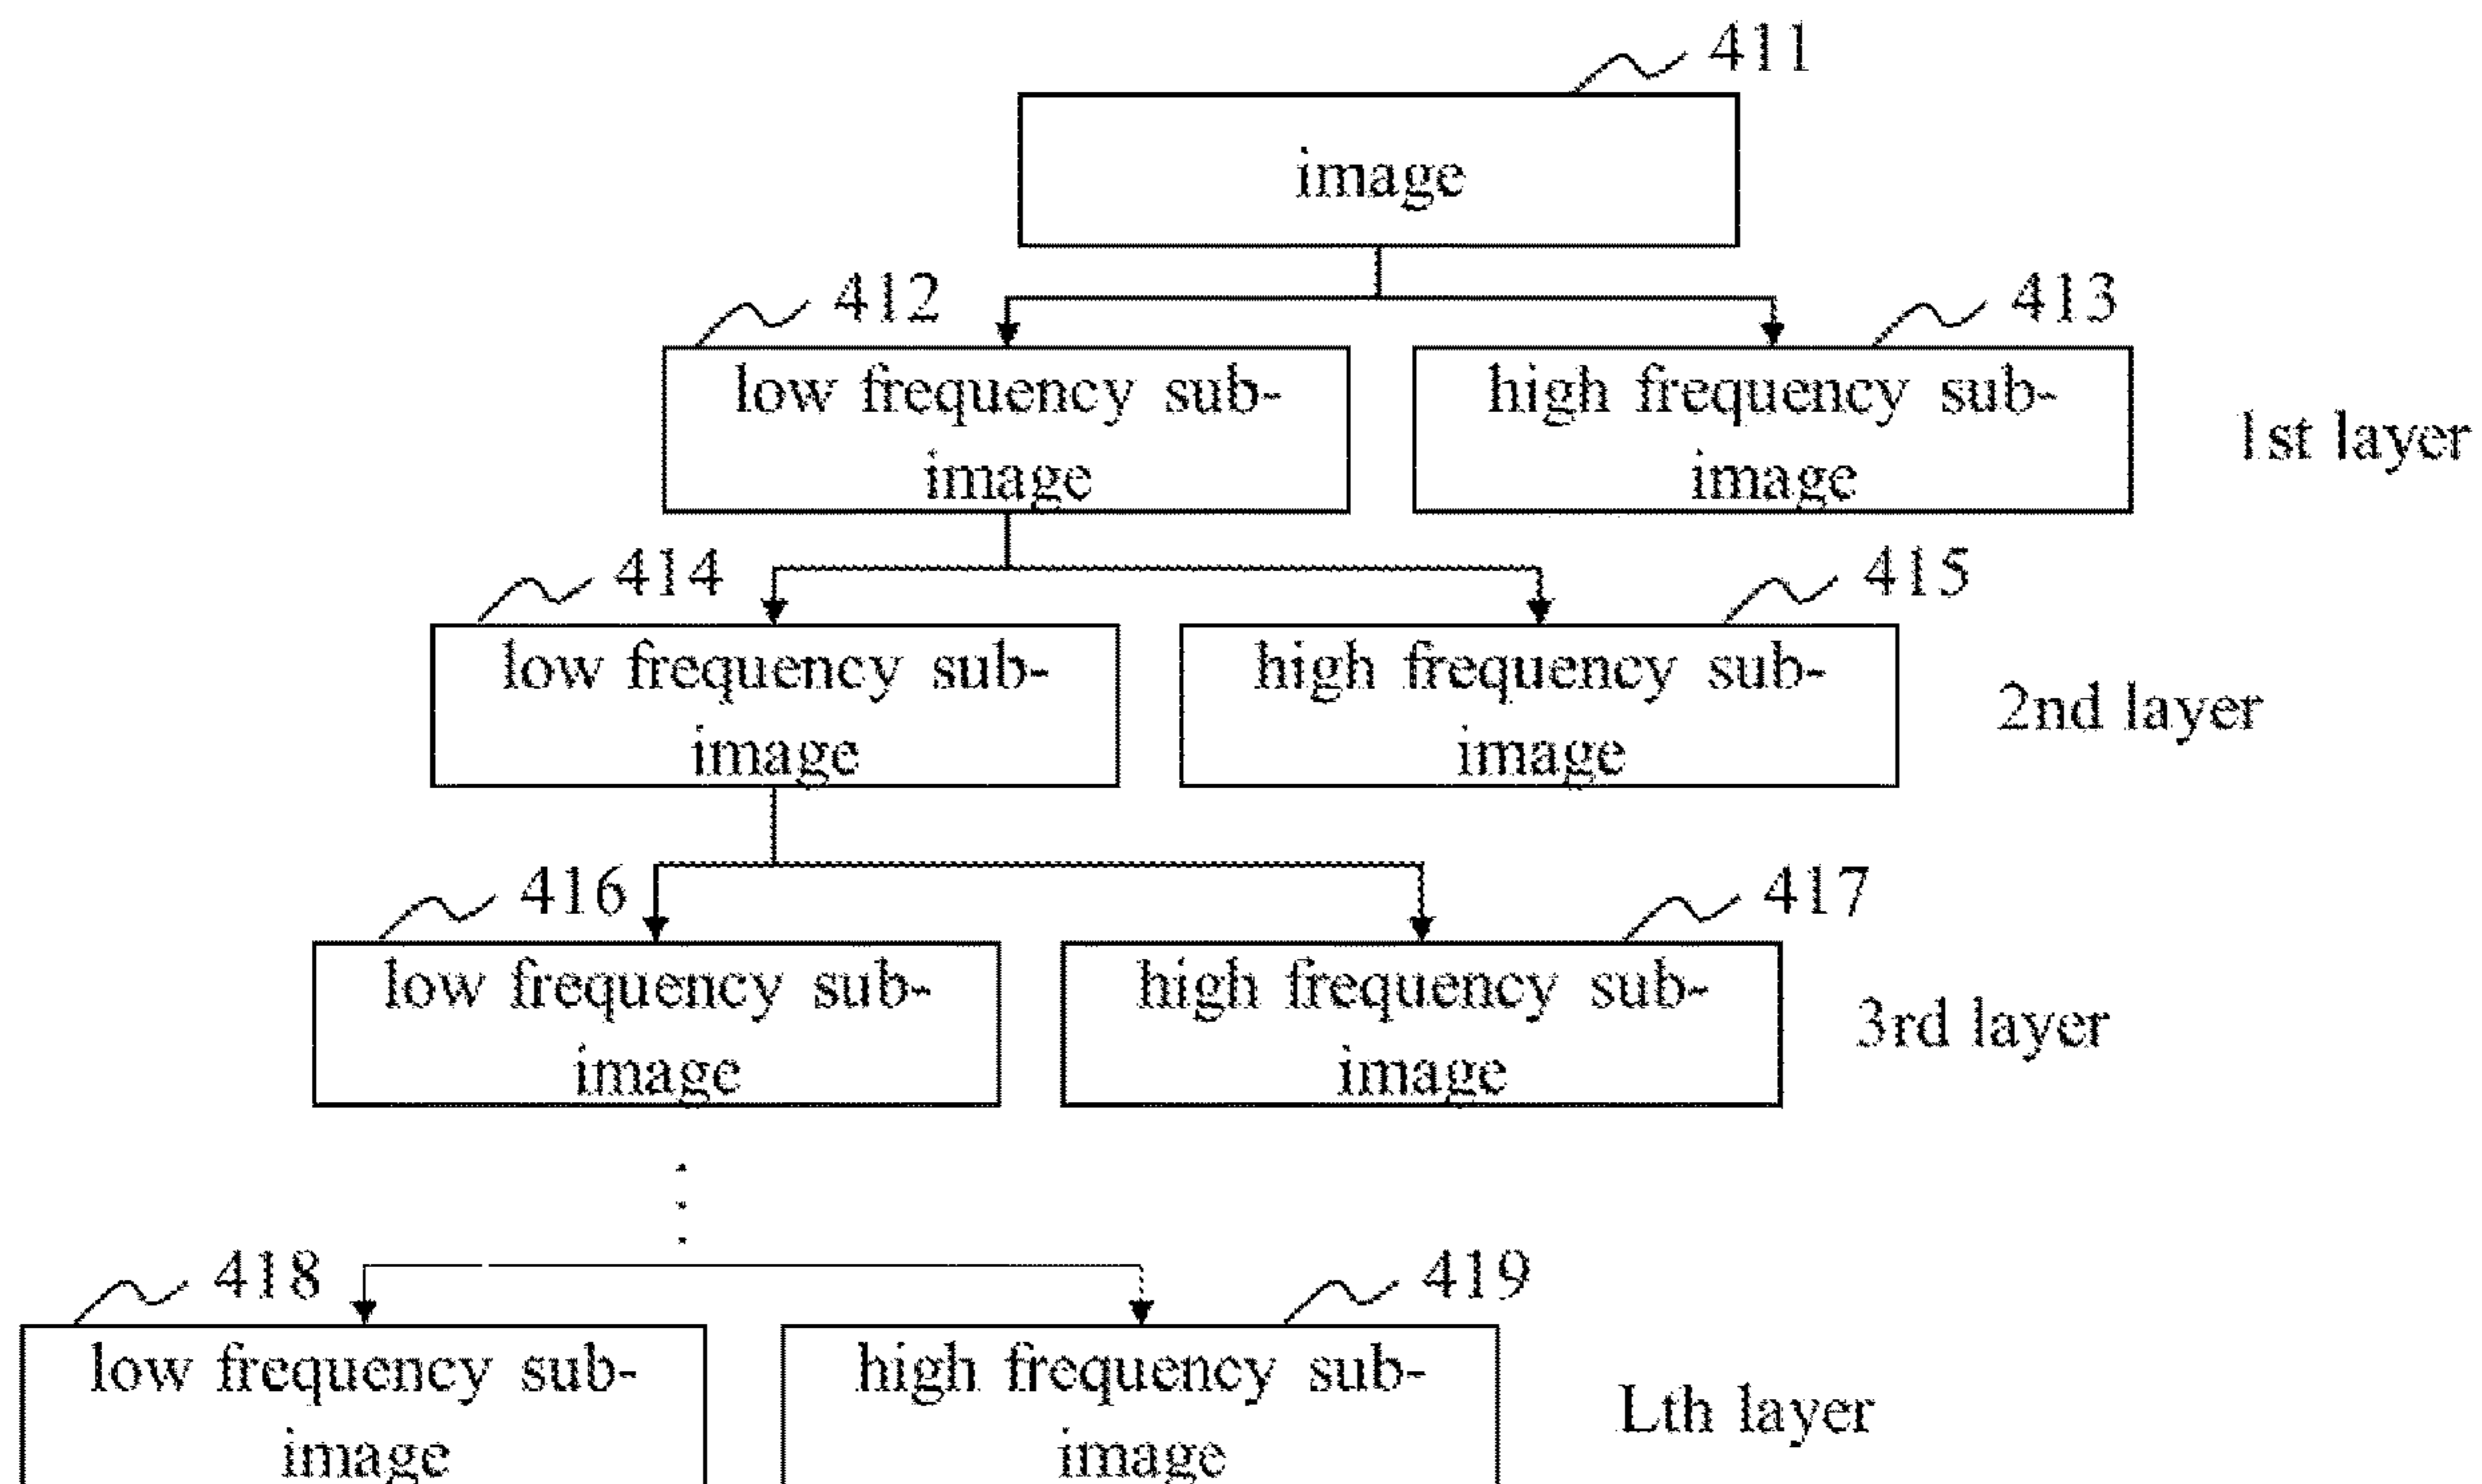 411
image
412
413
low frequency sub-
image
high frequency sub-
image
1st layer
414
415
low frequency sub-
image
high frequency sub-
image
2nd layer
416
417
low frequency sub-
image
high frequency sub-
image
3rd layer
418
419
low frequency sub-
image
high frequency sub-
image
Lth layer